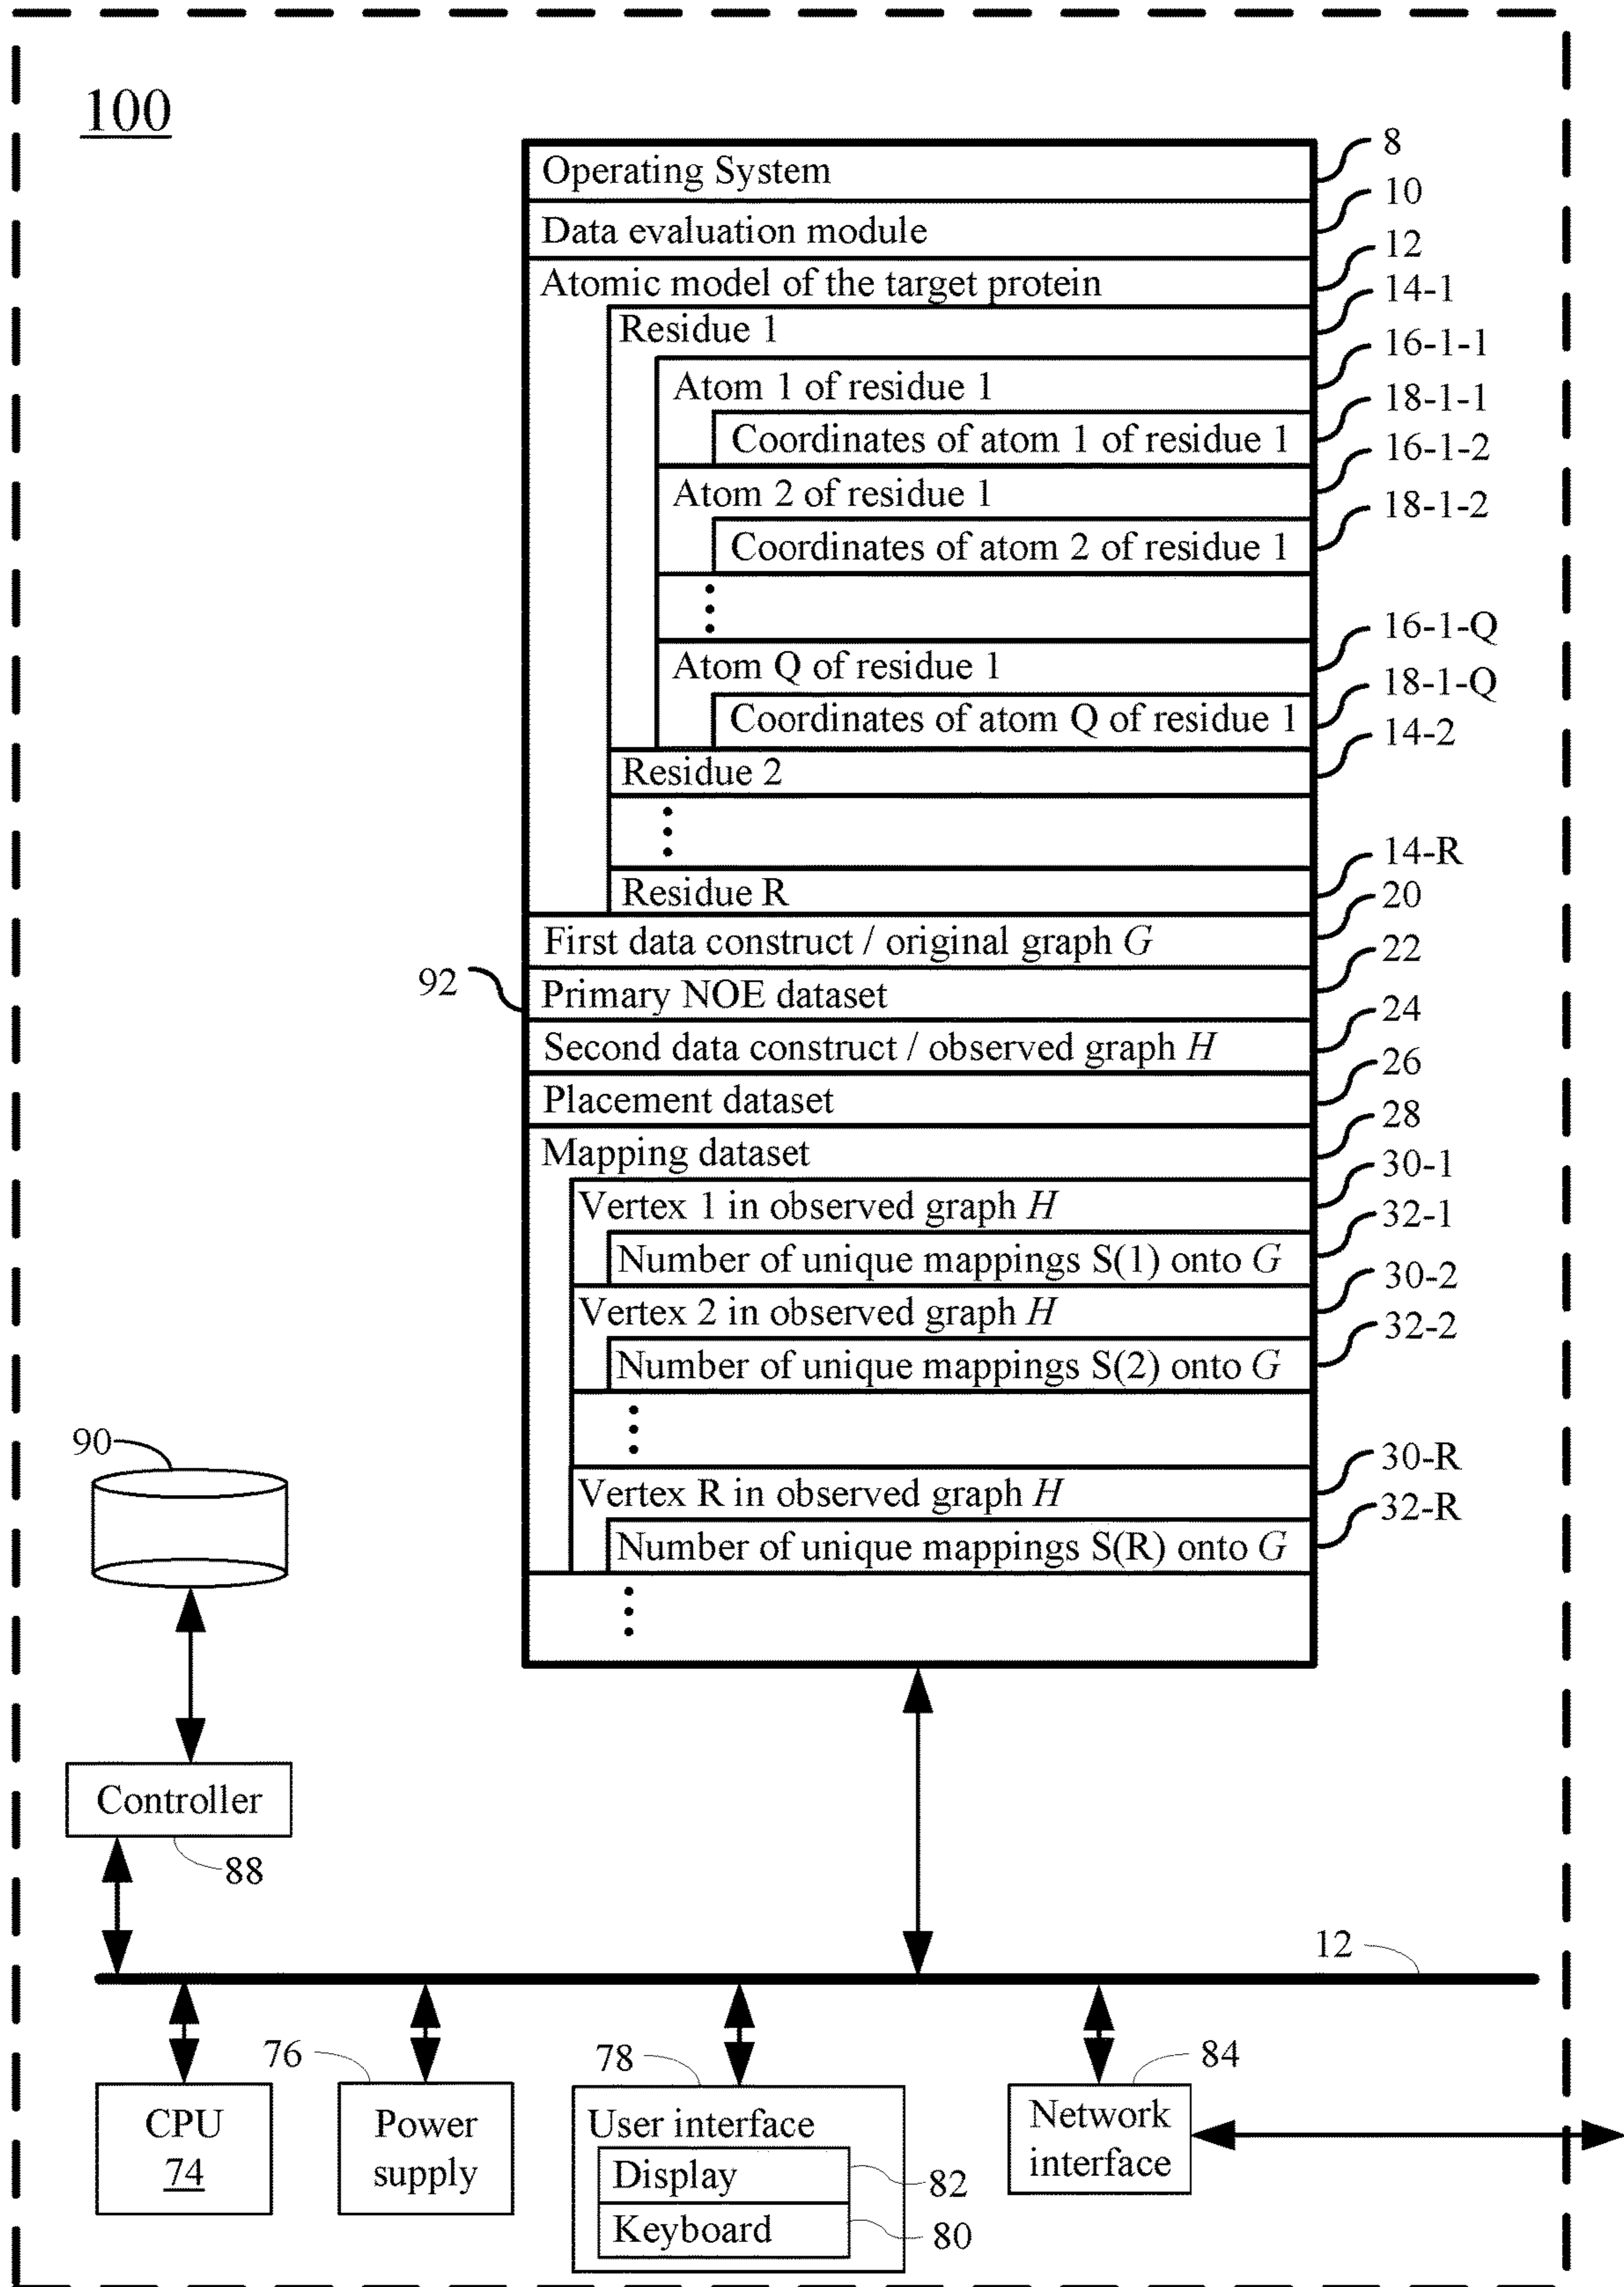 100
Operating System
8
Data evaluation module
10
Atomic model of the target protein
12
Residue 1
14-1
Atom 1 of residue 1
16-1-1
Coordinates of atom 1 of residue 1
18-1-1
Atom 2 of residue 1
16-1-2
Coordinates of atom 2 of residue 1
18-1-2
Atom Q of residue 1
16-1-Q
Coordinates of atom Q of residue 1
18-1-Q
Residue 2
14-2
Residue R
14-R
First data construct / original graph G
20
92
Primary NOE dataset
22
Second data construct / observed graph H
24
Placement dataset
26
Mapping dataset
28
Vertex 1 in observed graph H
30-1
Number of unique mappings S(1) onto G
32-1
Vertex 2 in observed graph H
30-2
Number of unique mappings S(2) onto G
32-2
Vertex R in observed graph H
30-R
Number of unique mappings S(R) onto G
32-R
90
Controller
88
12
CPU
74
76
Power
supply
78
User interface
Display
82
Keyboard
80
84
Network
interface